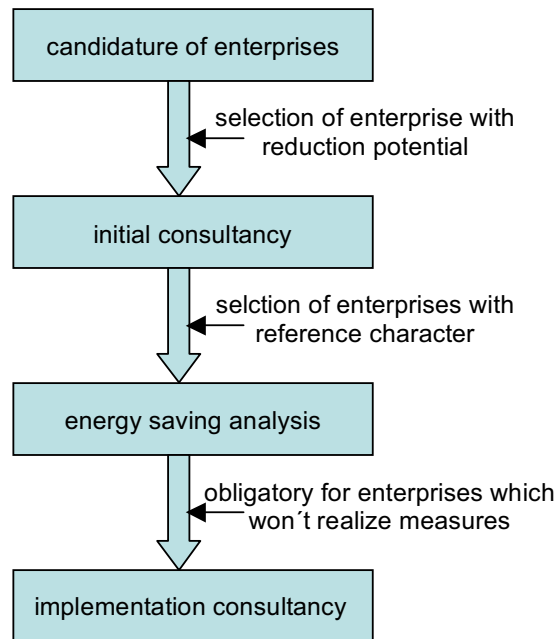 candidature of enterprises
selection of enterprise with
reduction potential
initial consultancy
selction of enterprises with
reference character
energy saving analysis
obligatory for enterprises which
won´t realize measures
implementation consultancy